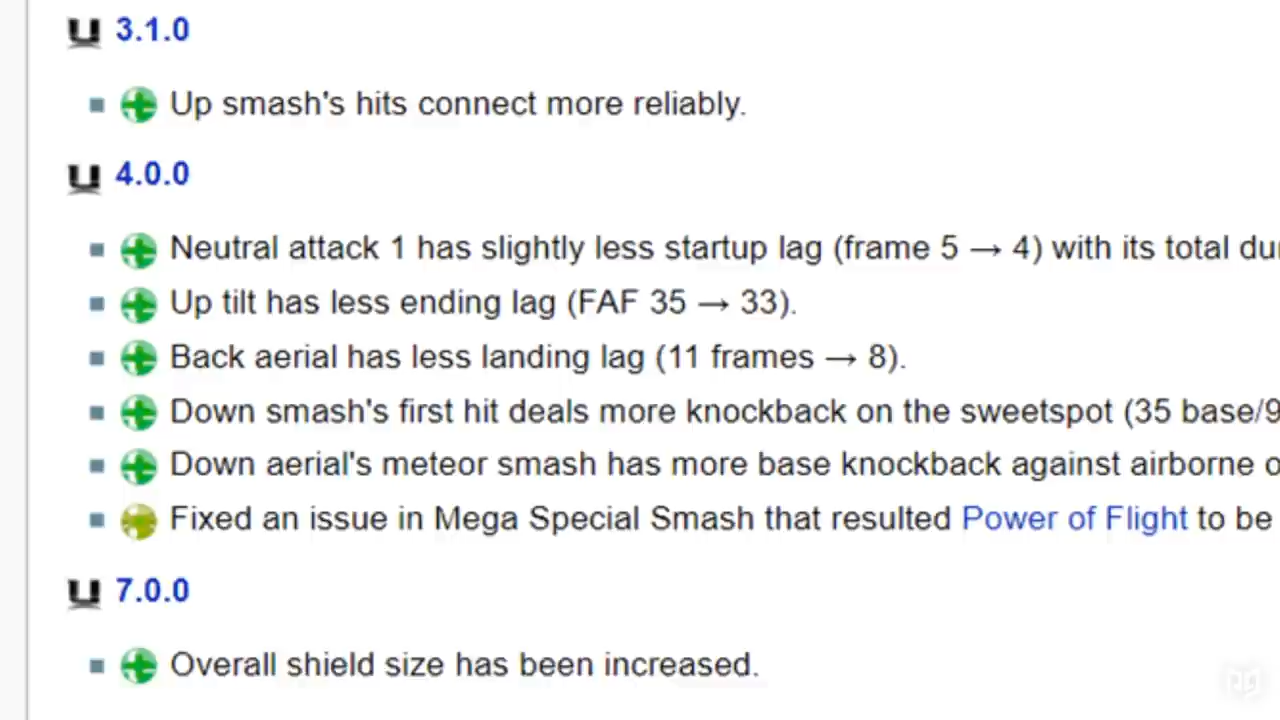 3.1.0
Up smash's hits connect more reliably.
4.0.0
Neutral attack 1 has slightly less startup lag (frame 5 → 4) with its total
Up tilt has less ending lag (FAF 35 → 33).
Back aerial has less landing lag (11 frames → 8).
Down smash's first hit deals more knockback on the sweetspot (35 base/9
Down aerial's meteor smash has more base knockback against airborne
Fixed an issue in Mega Special Smash that resulted Power of Flight to be
7.0.0
Overall shield size has been increased.